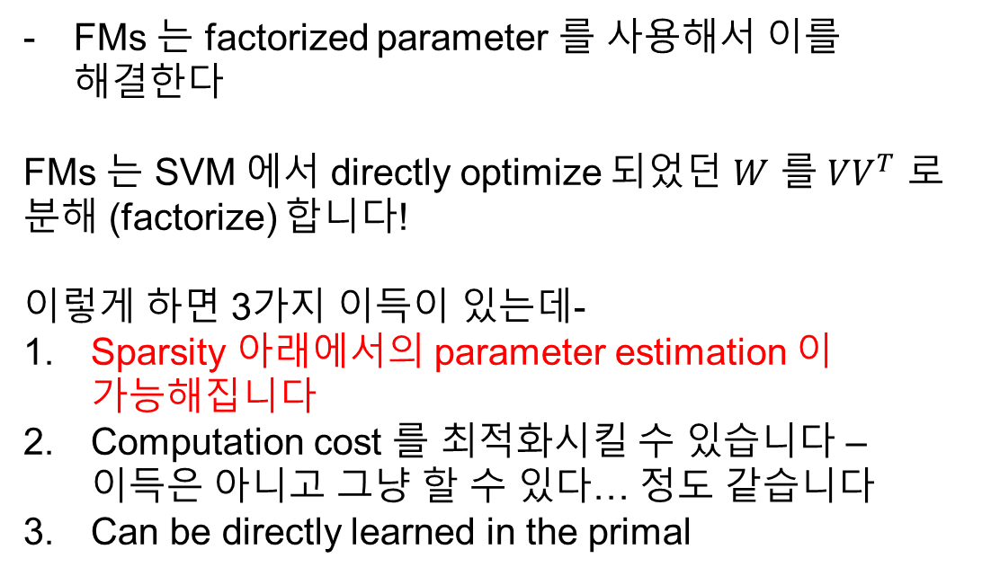 - FMs 는 factorized parameter 를 사용해서 이를
해결한다
FMs 는 SVM 에서 directly optimize 되었던 𝑊 를 𝑉𝑉ᵀ 로
분해 (factorize) 합니다!
이렇게 하면 3가지 이득이 있는데-
1. Sparsity 아래에서의 parameter estimation 이
가능해집니다
2. Computation cost 를 최적화시킬 수 있습니다 –
이득은 아니고 그냥 할 수 있다… 정도 같습니다
3. Can be directly learned in the primal